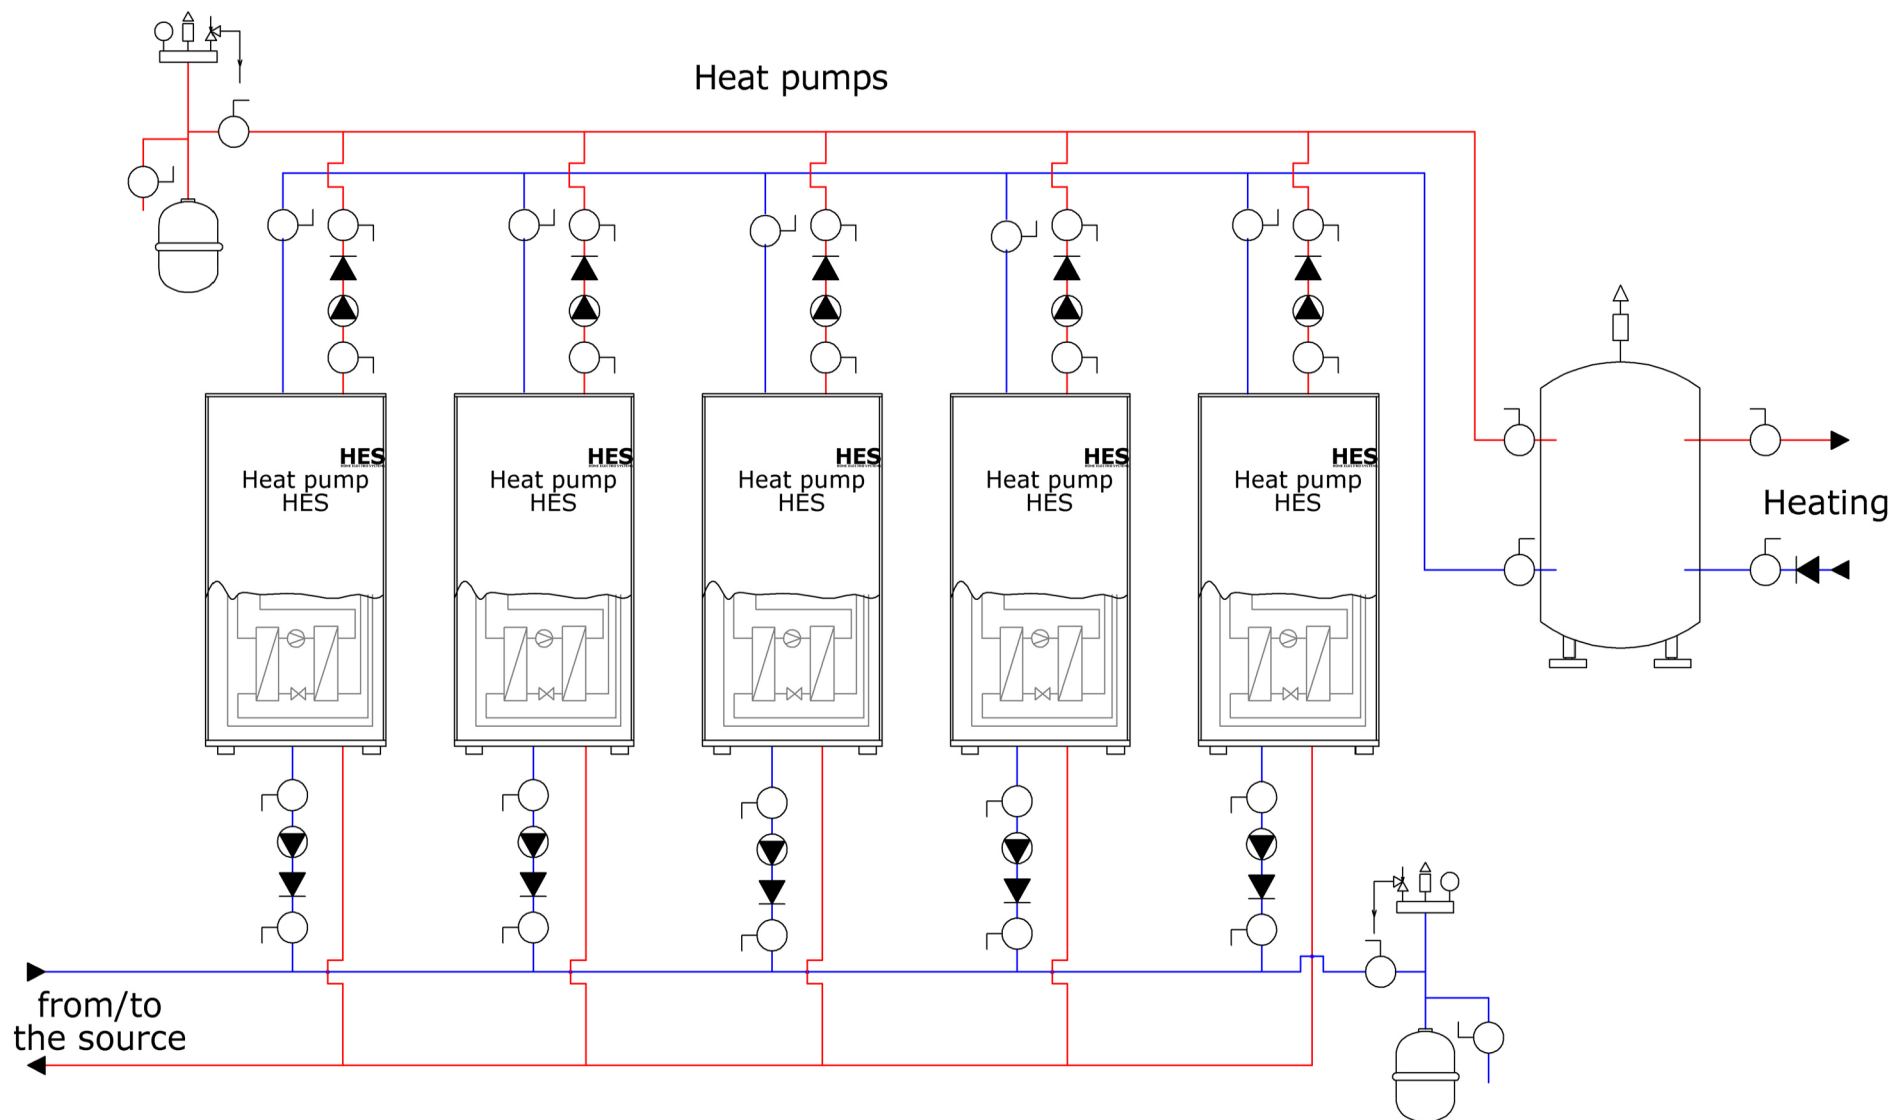 Heat pumps
HES
Heat pump
HES
HES
Heat pump
HES
HES
Heat pump
HES
HES
Heat pump
HES
HES
Heat pump
HES
Heating
from/to
the source